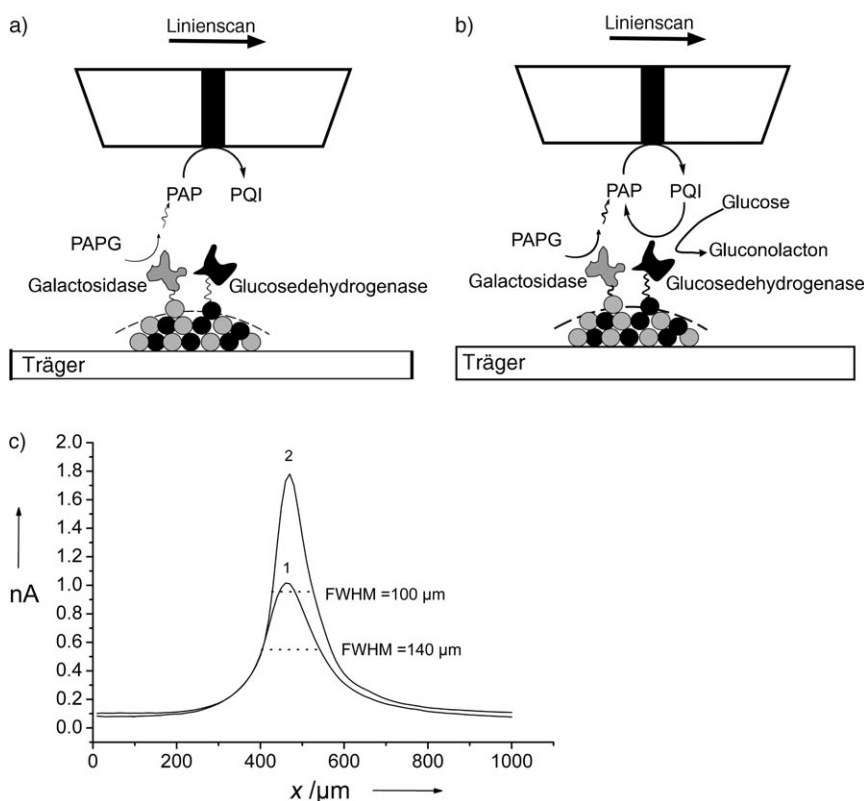 a)
Linienscan
PAP PQI
PAPG
Galactosidase Glucosedehydrogenase
Träger
b)
Linienscan
PAP PQI
Glucose
PAPG Gluconolacton
Galactosidase Glucosedehydrogenase
Träger
c)
nA
2.0
1.8
1.6
1.4
1.2
1.0
0.8
0.6
0.4
0.2
0.0
2
1
FWHM =100 µm
FWHM =140 µm
0 200 400 600 800 1000
x /µm